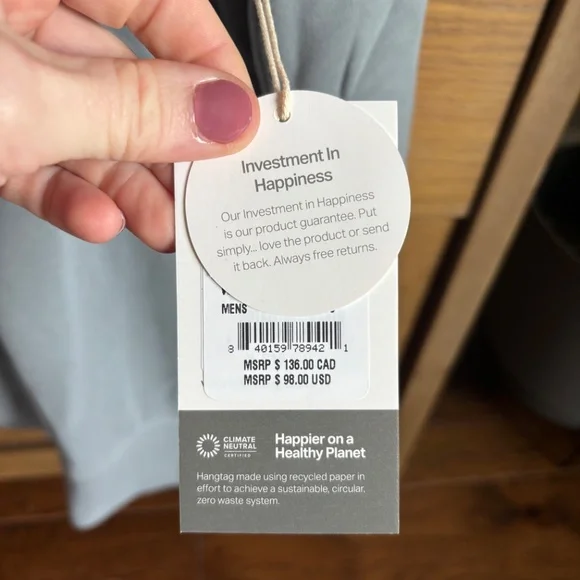 Investment In
Happiness
Our Investment in Happiness
is our product guarantee. Put
simply... love the product or send
it back. Always free returns.
MENS
8 40159 78942 1
MSRP $ 136.00 CAD
MSRP $ 98.00 USD
CLIMATE
NEUTRAL
CERTIFIED
Happier on a
Healthy Planet
Hangtag made using recycled paper in
effort to achieve a sustainable, circular,
zero waste system.